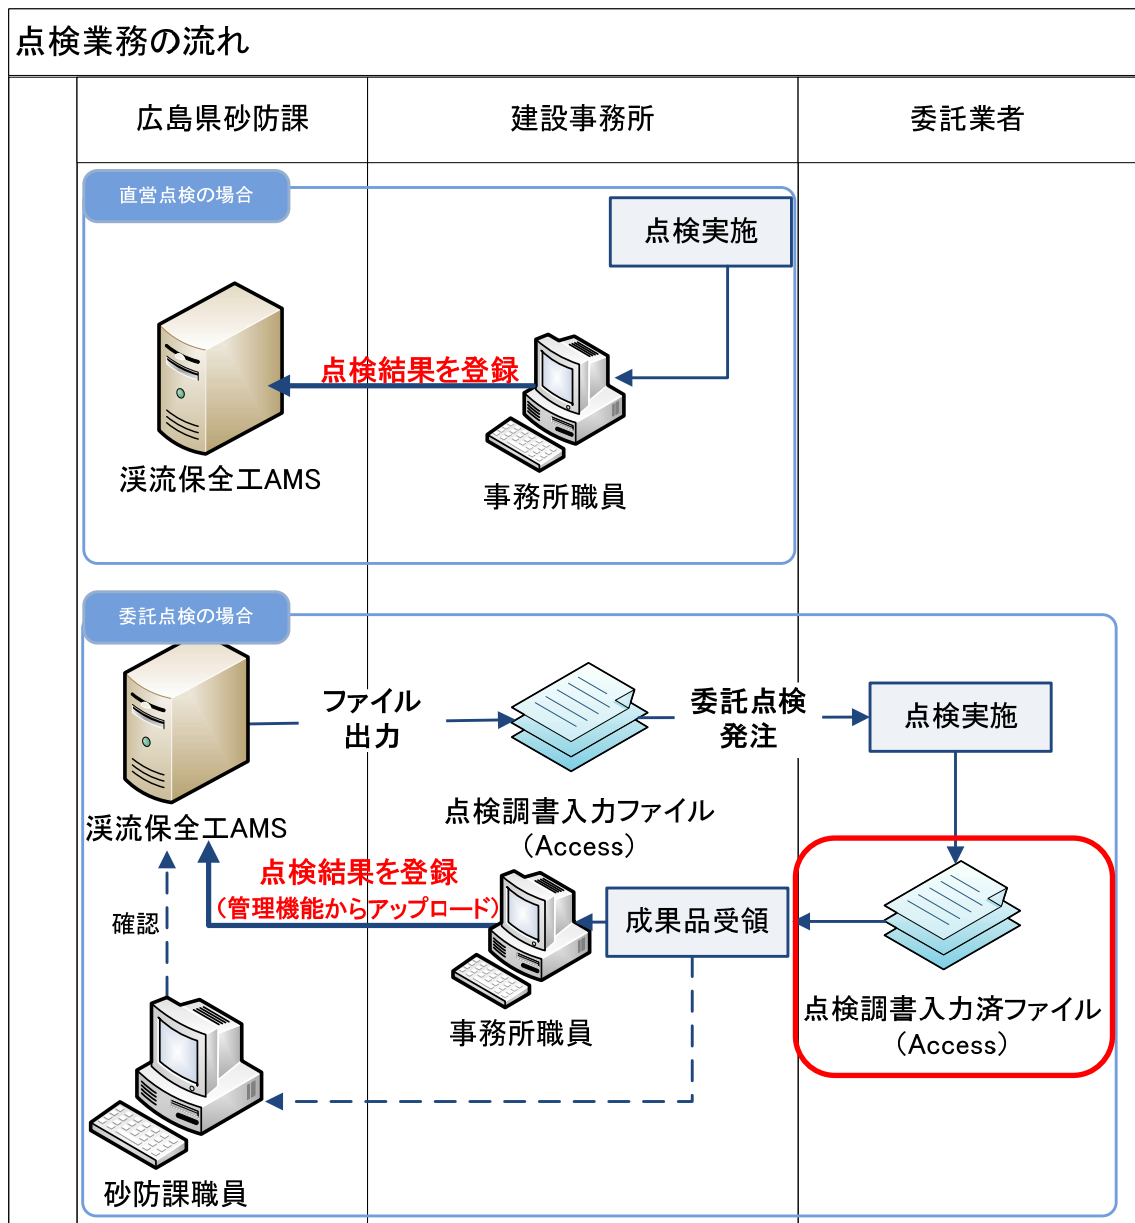 点検業務の流れ
広島県砂防課
建設事務所
委託業者
直営点検の場合
点検実施
点検結果を登録
渓流保全工AMS
事務所職員
委託点検の場合
ファイル
出力
委託点検
発注
点検実施
点検調書入力ファイル
（Access）
渓流保全工AMS
点検結果を登録
（管理機能からアップロード）
成果品受領
確認
事務所職員
点検調書入力済ファイル
（Access）
砂防課職員